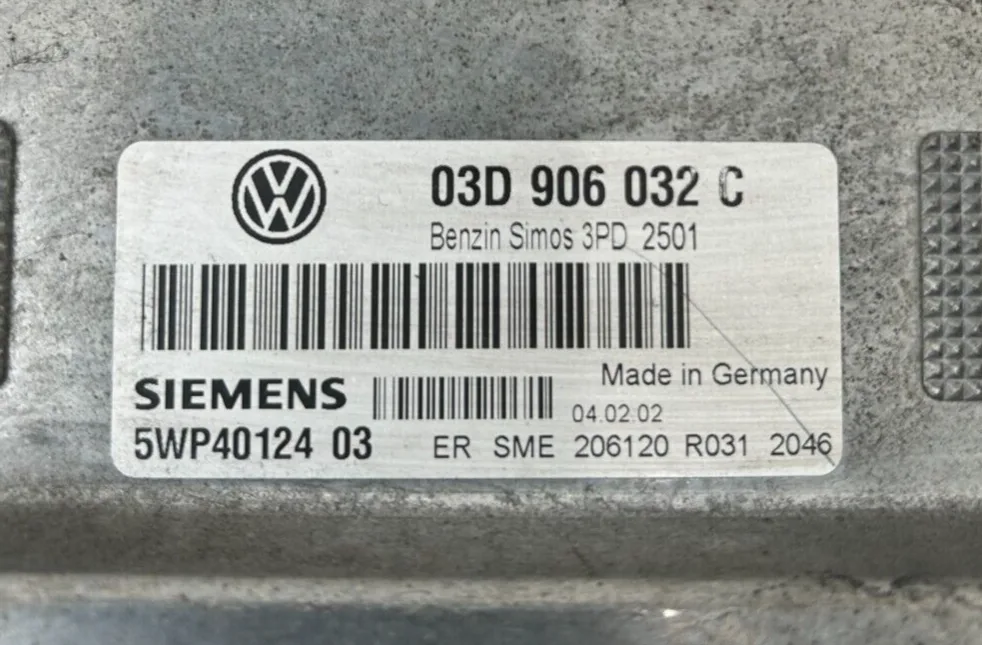 03D 906 032 C
Benzin Simos 3PD 2501
Made in Germany
SIEMENS
04.02.02
5WP40124 03 ER SME 206120 R031 2046